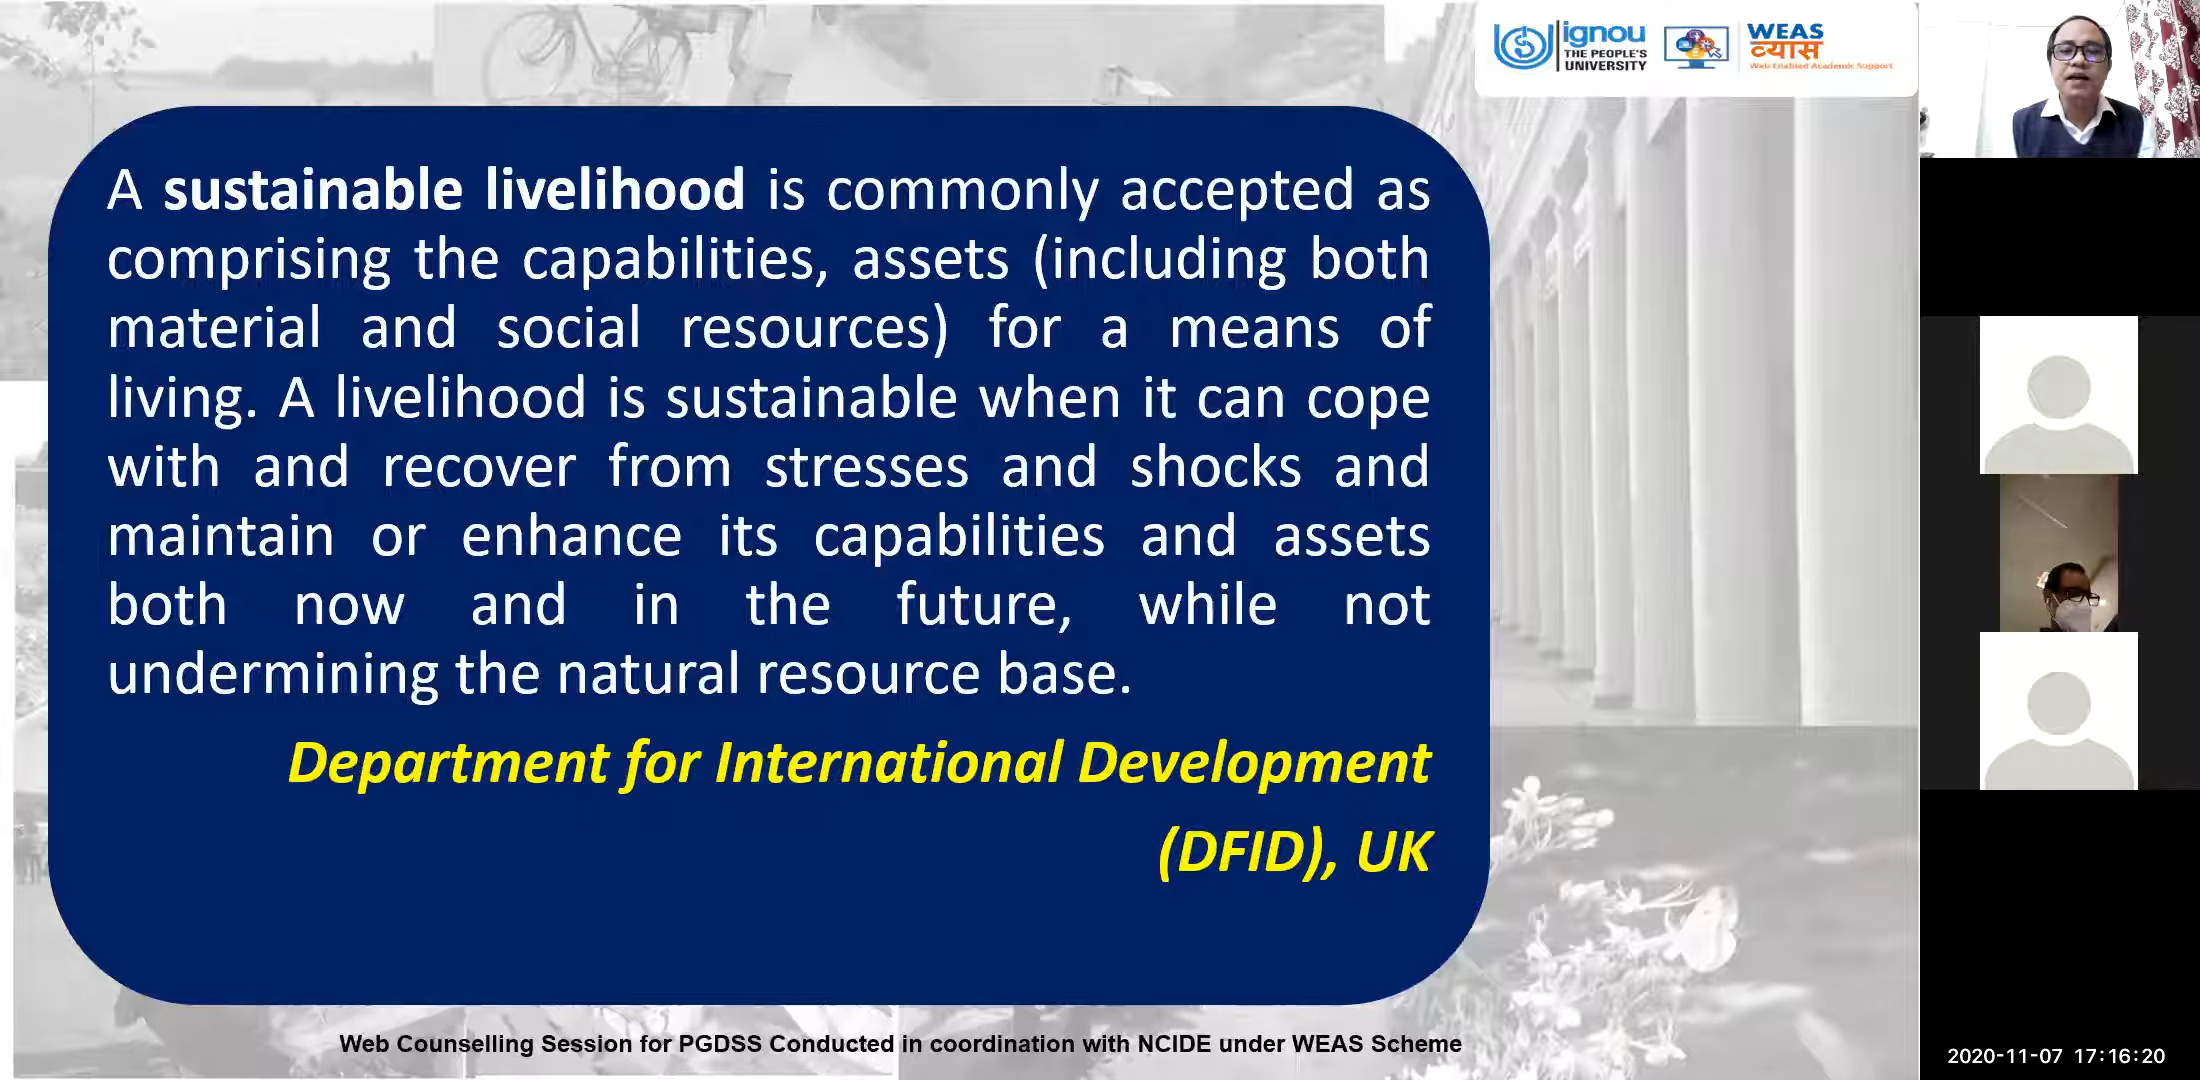 ignou
THE PEOPLE'S
UNIVERSITY
WEAS
व्यास
Web Enabled Academic Support
A sustainable livelihood is commonly accepted as
comprising the capabilities, assets (including both
material and social resources) for a means of
living. A livelihood is sustainable when it can cope
with and recover from stresses and shocks and
maintain or enhance its capabilities and assets
both now and in the future, while not
undermining the natural resource base.
Department for International Development
(DFID), UK
Web Counselling Session for PGDSS Conducted in coordination with NCIDE under WEAS Scheme
2020-11-07 17:16:20